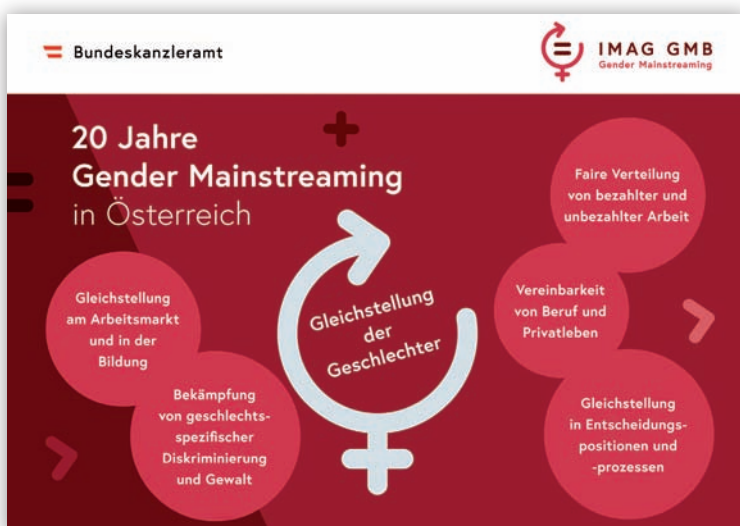 Bundeskanzleramt
IMAG GMB
Gender Mainstreaming
20 Jahre
Gender Mainstreaming
in Österreich
Gleichstellung
am Arbeitsmarkt
und in der
Bildung
Bekämpfung
von geschlechts-
spezifischer
Diskriminierung
und Gewalt
Gleichstellung
der
Geschlechter
Faire Verteilung
von bezahlter und
unbezahlter Arbeit
Vereinbarkeit
von Beruf und
Privatleben
Gleichstellung
in Entscheidungs-
positionen und
-prozessen